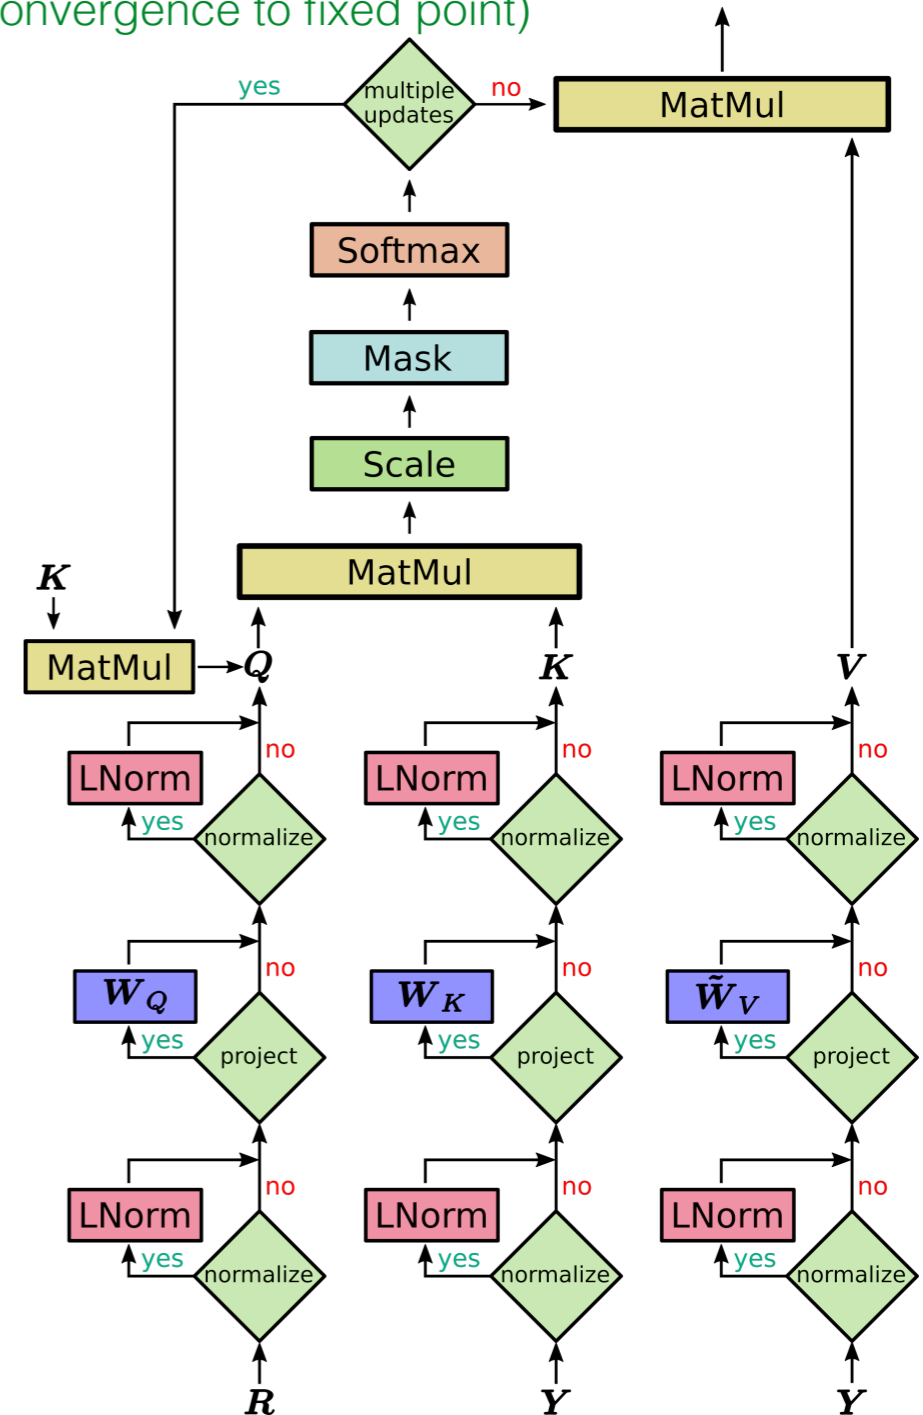 onvergence to fixed point)
yes
multiple
updates
no
MatMul
Softmax
Mask
Scale
MatMul
K
MatMul
Q
K
V
no
no
no
LNorm
LNorm
LNorm
yes
normalize
yes
normalize
yes
normalize
no
no
no
W_Q
W_K
W̃_V
yes
project
yes
project
yes
project
no
no
no
LNorm
LNorm
LNorm
yes
normalize
yes
normalize
yes
normalize
R
Y
Y